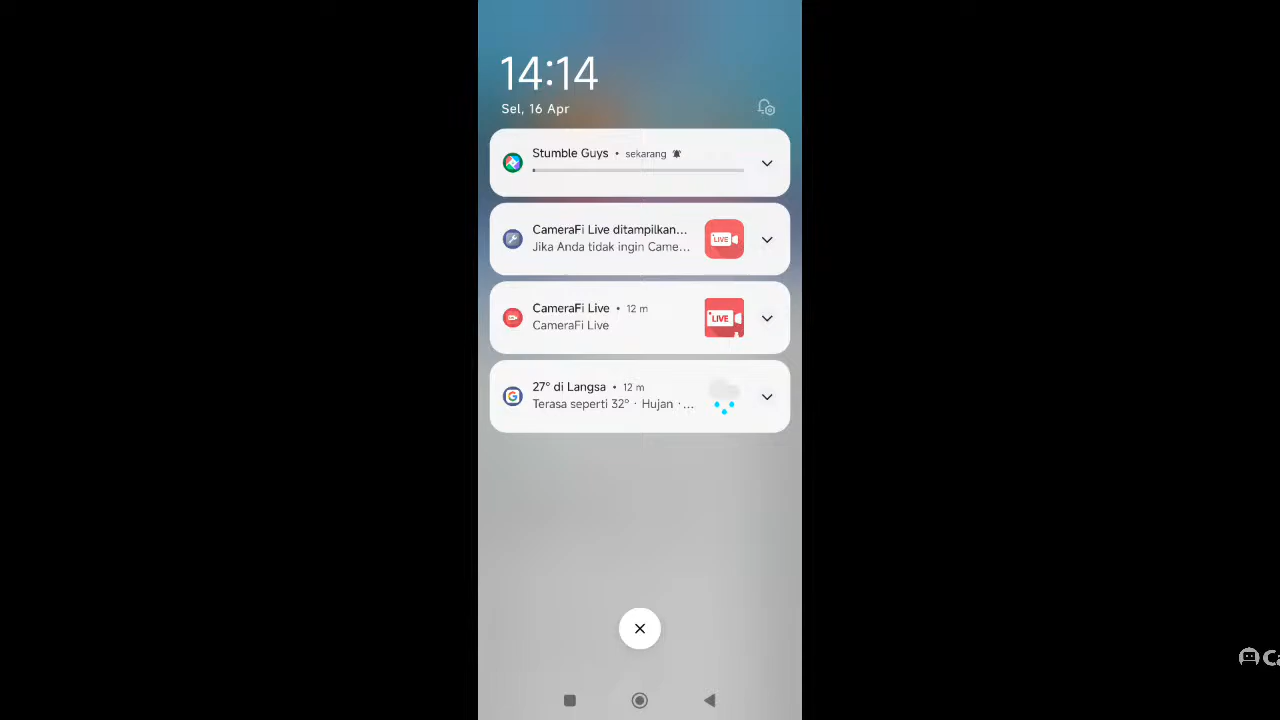 14:14
Sel, 16 Apr
Stumble Guys • sekarang
CameraFi Live ditampilkan...
Jika Anda tidak ingin Came...
LIVE
CameraFi Live • 12 m
CameraFi Live
LIVE
27° di Langsa • 12 m
Terasa seperti 32° · Hujan ·...
G
Ca